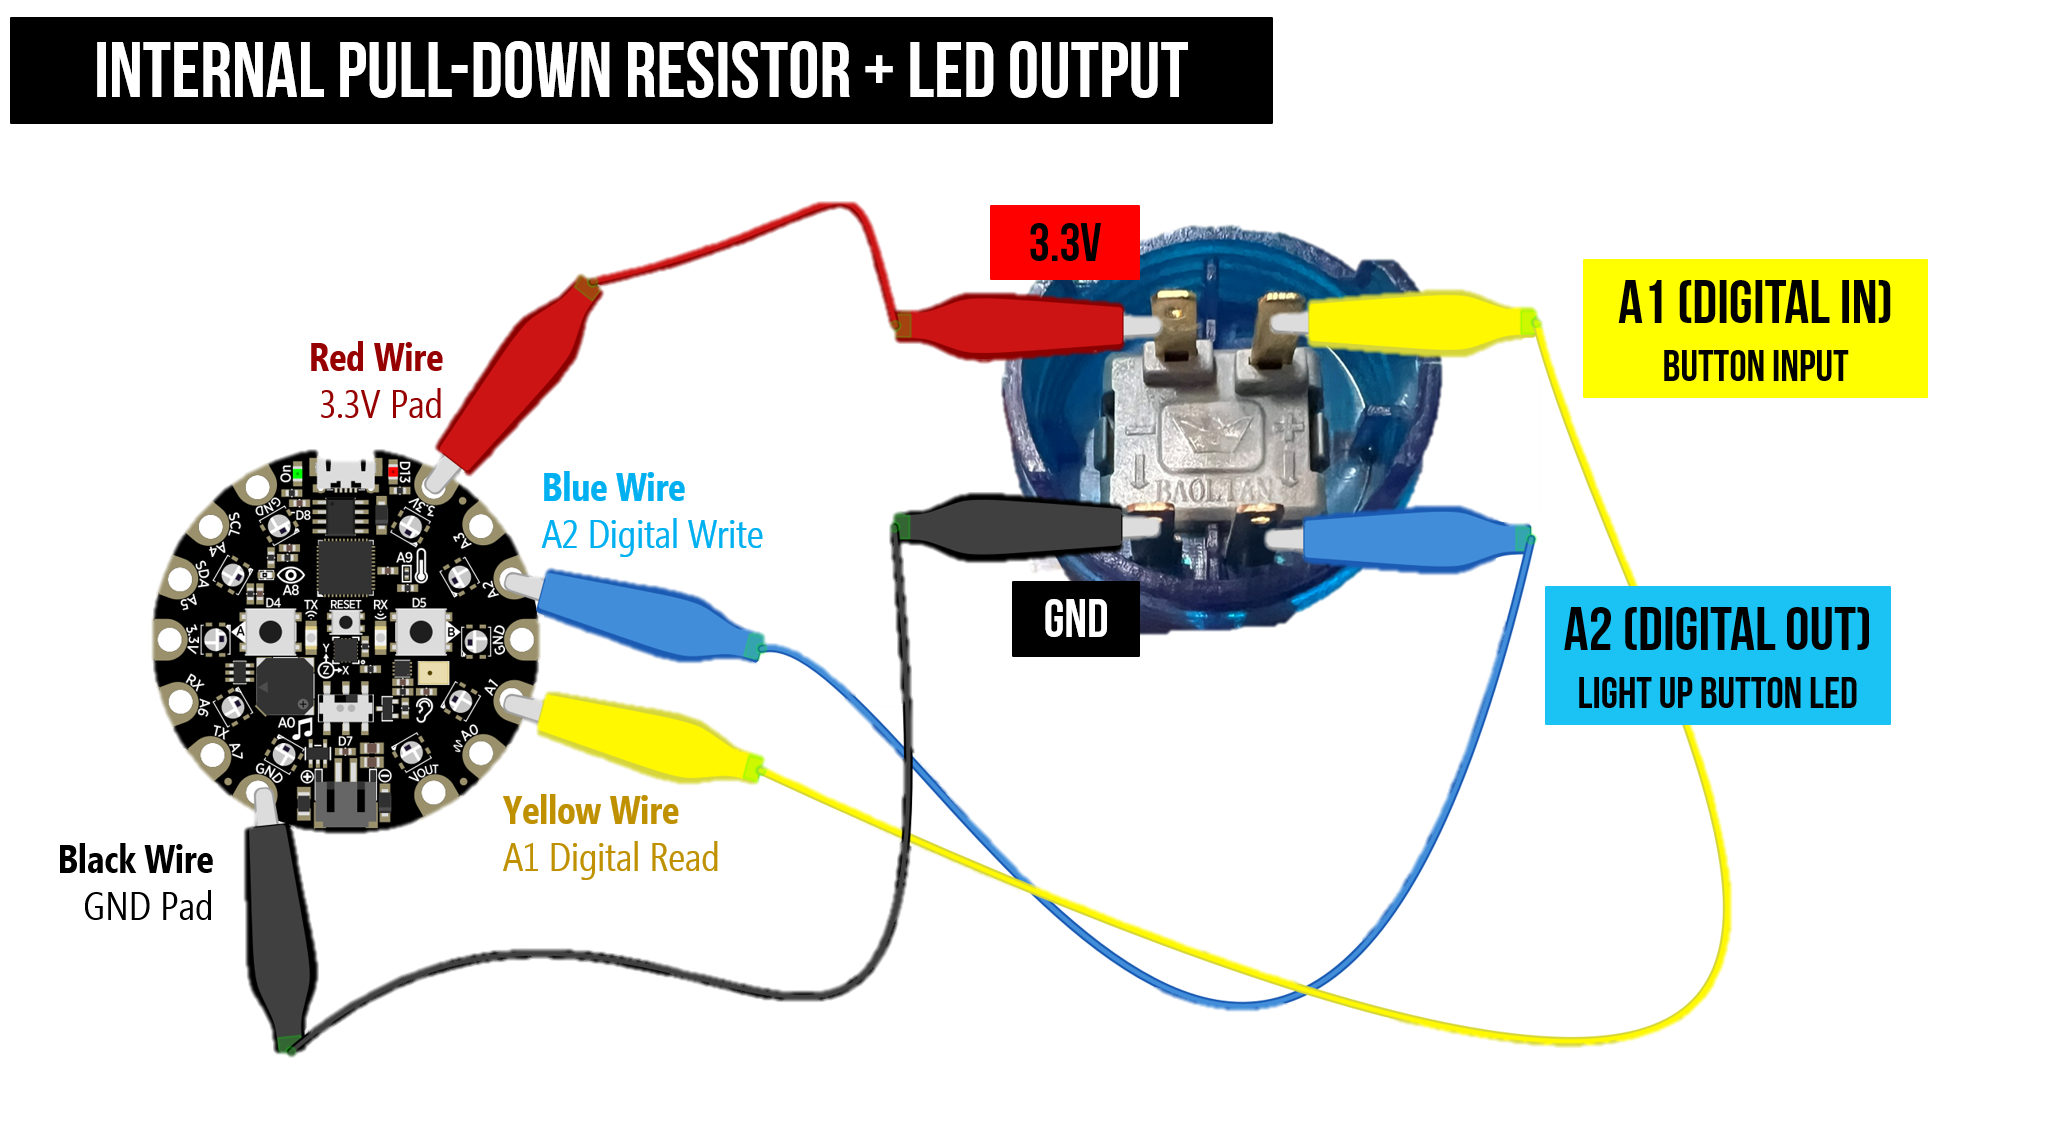 INTERNAL PULL-DOWN RESISTOR + LED OUTPUT
3.3V
A1 (DIGITAL IN)
BUTTON INPUT
Red Wire
3.3V Pad
Blue Wire
A2 Digital Write
BAOLIAN
GND
A2 (DIGITAL OUT)
LIGHT UP BUTTON LED
Yellow Wire
A1 Digital Read
Black Wire
GND Pad
On
D13
GND
D8
3.3V
SCL
A4
A3
SDA
A5
A8
A9
A2
D4
TX
RESET
RX
D5
A
B
3.3V
GND
Y
Z
X
RX
A6
A1
TX
A7
A0
D7
A0
GND
VOUT